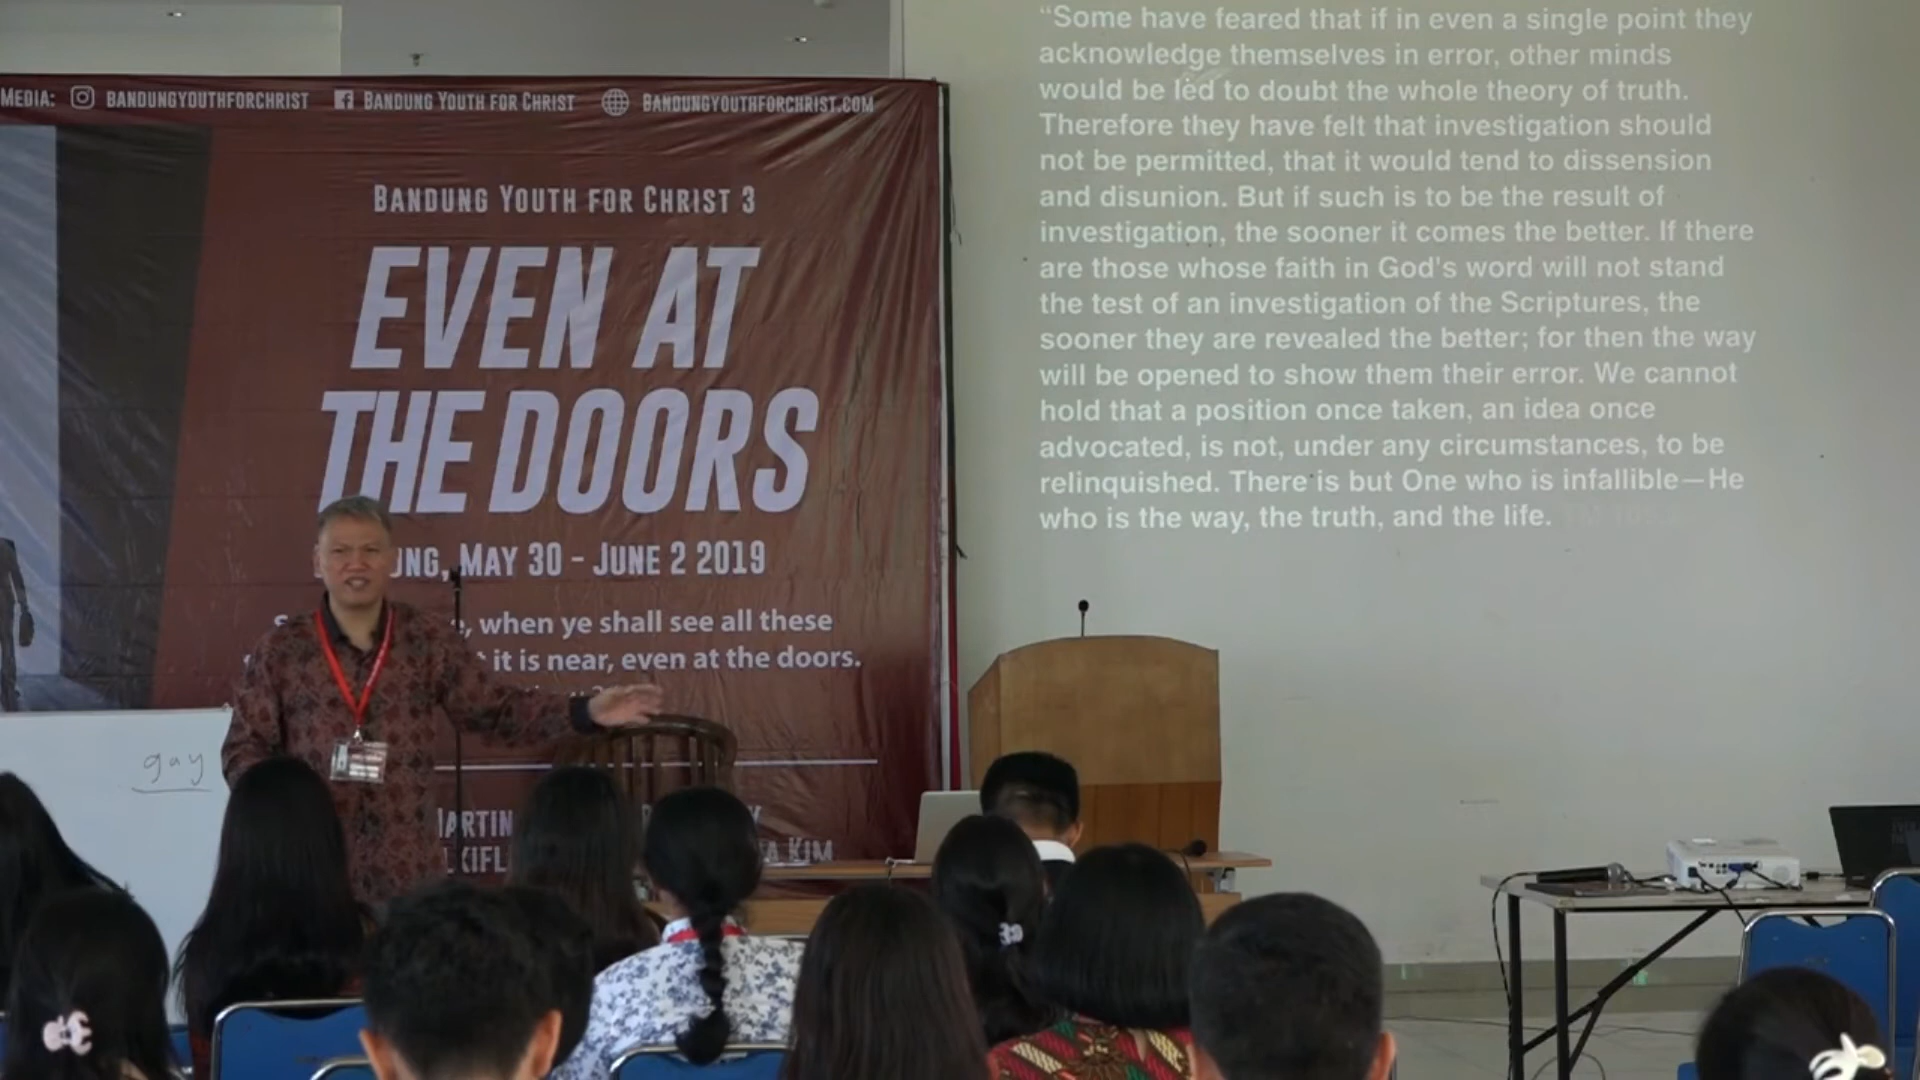 MEDIA: BANDUNGYOUTHFORCHRIST BANDUNG YOUTH FOR CHRIST BANDUNGYOUTHFORCHRIST.COM
BANDUNG YOUTH FOR CHRIST 3
EVEN AT
THE DOORS
MAY 30 - JUNE 2 2019
when ye shall see all these
it is near, even at the doors.
KIM
gay
“Some have feared that if in even a single point they
acknowledge themselves in error, other minds
would be led to doubt the whole theory of truth.
Therefore they have felt that investigation should
not be permitted, that it would tend to dissension
and disunion. But if such is to be the result of
investigation, the sooner it comes the better. If there
are those whose faith in God's word will not stand
the test of an investigation of the Scriptures, the
sooner they are revealed the better; for then the way
will be opened to show them their error. We cannot
hold that a position once taken, an idea once
advocated, is not, under any circumstances, to be
relinquished. There is but One who is infallible—He
who is the way, the truth, and the life.